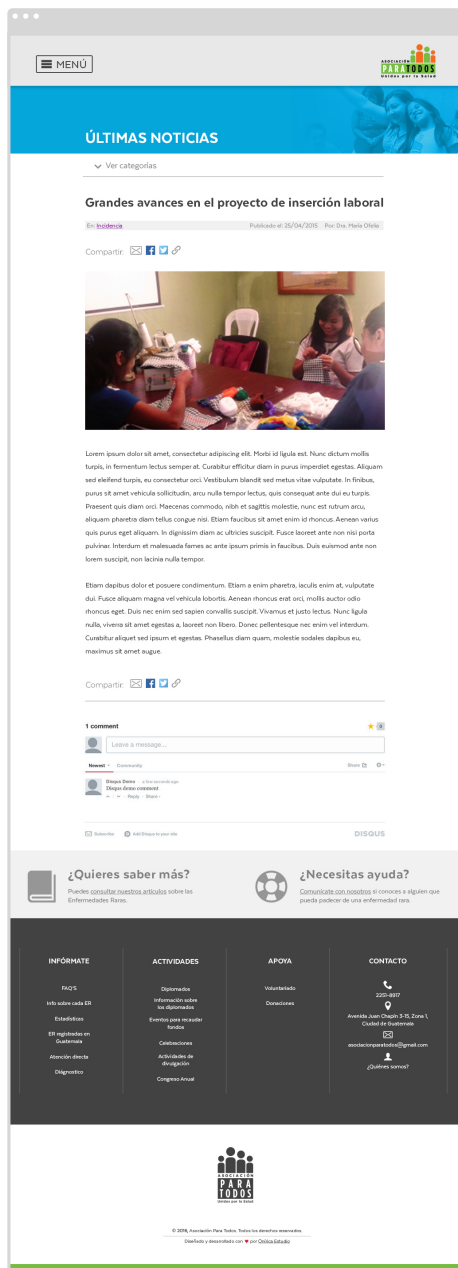 MENÚ
ASOCIACIÓN
PARATODOS
Unidos por la Salud
ÚLTIMAS NOTICIAS
Ver categorías
Grandes avances en el proyecto de inserción laboral
En: Incidencia
Publicado el: 25/04/2015 Por: Dra. María Ofelia
Compartir:
Lorem ipsum dolor sit amet, consectetur adipiscing elit. Morbi id ligula est. Nunc dictum mollis
turpis, in fermentum lectus semper at. Curabitur efficitur diam in purus imperdiet egestas. Aliquam
sed eleifend turpis, eu consectetur orci. Vestibulum blandit sed metus vitae vulputate. In finibus,
purus sit amet vehicula sollicitudin, arcu nulla tempor lectus, quis consequat ante dui eu turpis.
Praesent quis diam orci. Maecenas commodo, nibh et sagittis molestie, nunc est rutrum arcu,
aliquam pharetra diam tellus congue nisi. Etiam faucibus sit amet enim id rhoncus. Aenean varius
quis purus eget aliquam. In dignissim diam ac ultricies suscipit. Fusce laoreet ante non nisi porta
pulvinar. Interdum et malesuada fames ac ante ipsum primis in faucibus. Duis euismod ante non
lorem suscipit, non lacinia nulla tempor.
Etiam dapibus dolor et posuere condimentum. Etiam a enim pharetra, iaculis enim at, vulputate
dui. Fusce aliquam magna vel vehicula lobortis. Aenean rhoncus erat orci, mollis auctor odio
rhoncus eget. Duis nec enim sed sapien convallis suscipit. Vivamus et justo lectus. Nunc ligula
nulla, viverra sit amet egestas a, laoreet non libero. Donec pellentesque nec enim vel interdum.
Curabitur aliquet sed ipsum et egestas. Phasellus diam quam, molestie sodales dapibus eu,
maximus sit amet augue.
Compartir:
1 comment
Leave a message...
Newest Community
Share
Disqus Demo a few seconds ago
Disqus demo comment
Reply Share
Subscribe Add Disqus to your site
DISQUS
¿Quieres saber más?
Puedes consultar nuestros artículos sobre las
Enfermedades Raras.
¿Necesitas ayuda?
Comunícate con nosotros si conoces a alguien que
pueda padecer de una enfermedad rara.
INFÓRMATE
FAQ'S
Info sobre cada ER
Estadísticas
ER registradas en
Guatemala
Atención directa
Diágnostico
ACTIVIDADES
Diplomados
Información sobre
los diplomados
Eventos para recaudar
fondos
Celebraciones
Actividades de
divulgación
Congreso Anual
APOYA
Voluntariado
Donaciones
CONTACTO
2251-8917
Avenida Juan Chapín 3-15, Zona 1,
Ciudad de Guatemala
asociacionparatodos@gmail.com
¿Quiénes somos?
ASOCIACIÓN
PARA
TODOS
Unidos por la Salud
© 2016, Asociación Para Todos. Todos los derechos reservados.
Diseñado y desarrollado con ♥ por Onírica Estudio